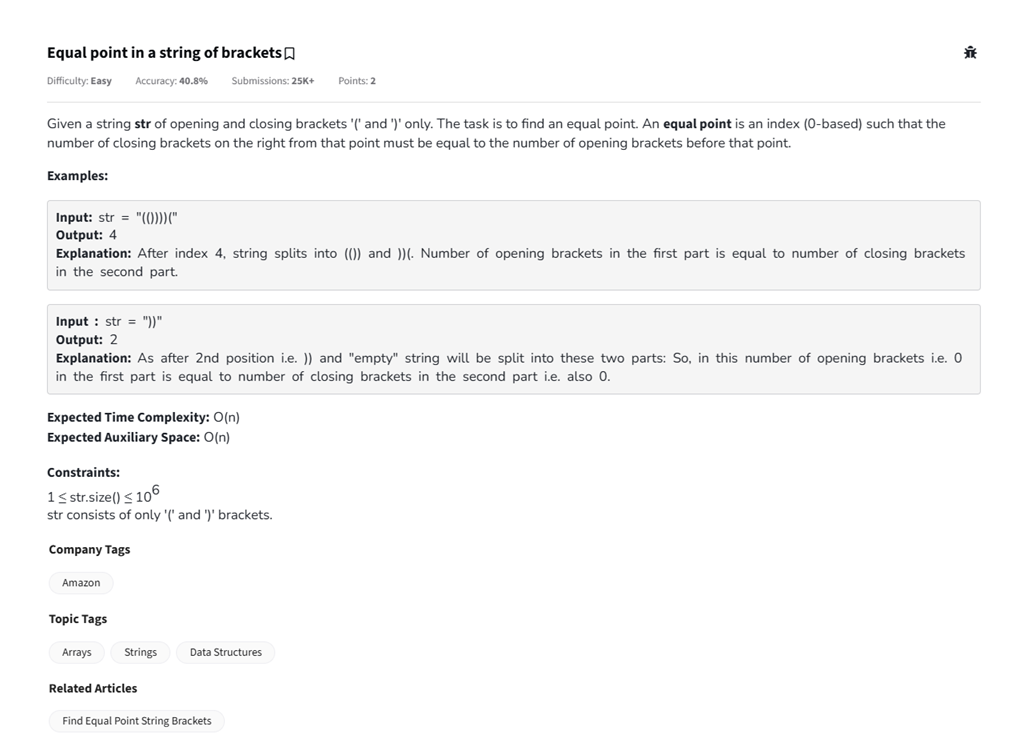 Equal point in a string of brackets
Difficulty: Easy Accuracy: 40.8% Submissions: 25K+ Points: 2
Given a string str of opening and closing brackets '(' and ')' only. The task is to find an equal point. An equal point is an index (0-based) such that the
number of closing brackets on the right from that point must be equal to the number of opening brackets before that point.
Examples:
Input: str = "(())))("
Output: 4
Explanation: After index 4, string splits into (()) and ))(. Number of opening brackets in the first part is equal to number of closing brackets
in the second part.
Input : str = "))"
Output: 2
Explanation: As after 2nd position i.e. )) and "empty" string will be split into these two parts: So, in this number of opening brackets i.e. 0
in the first part is equal to number of closing brackets in the second part i.e. also 0.
Expected Time Complexity: O(n)
Expected Auxiliary Space: O(n)
Constraints:
1 ≤ str.size() ≤ 10^6
str consists of only '(' and ')' brackets.
Company Tags
Amazon
Topic Tags
Arrays Strings Data Structures
Related Articles
Find Equal Point String Brackets